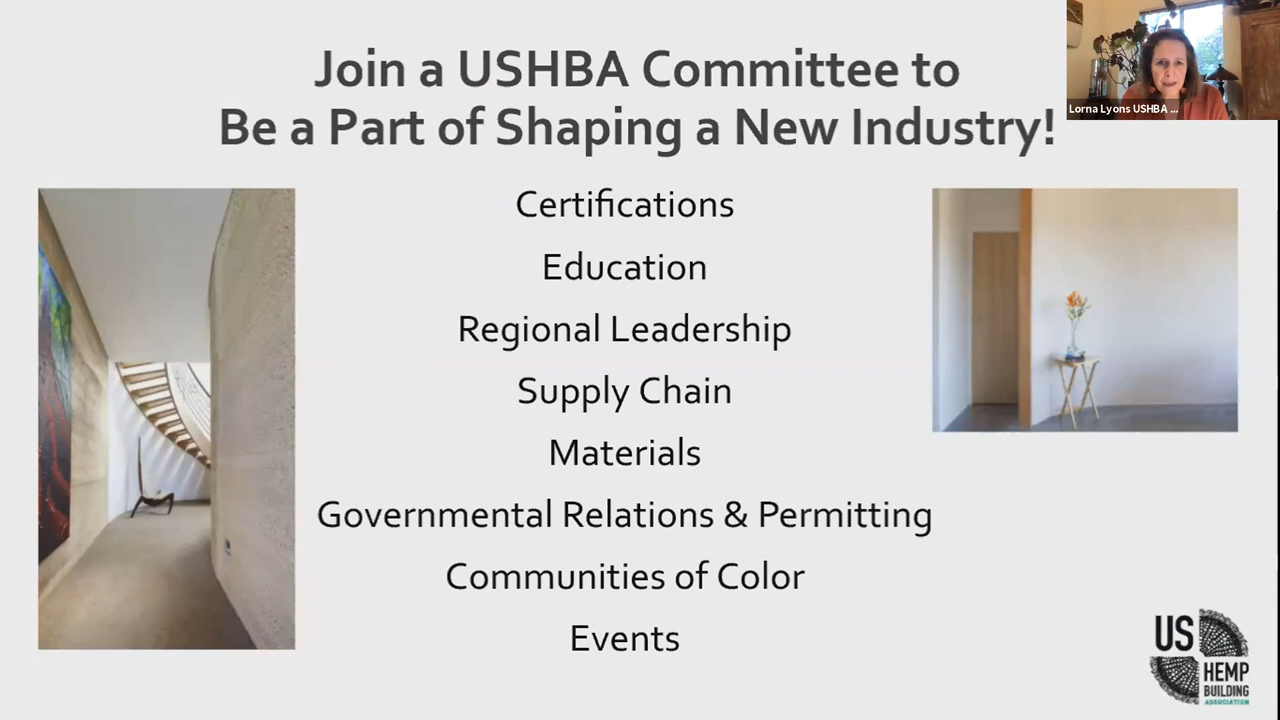 Join a USHBA Committee to
Be a Part of Shaping a New Industry!
Lorna Lyons USHBA ...
Certifications
Education
Regional Leadership
Supply Chain
Materials
Governmental Relations & Permitting
Communities of Color
Events
US
HEMP
BUILDING
ASSOCIATION